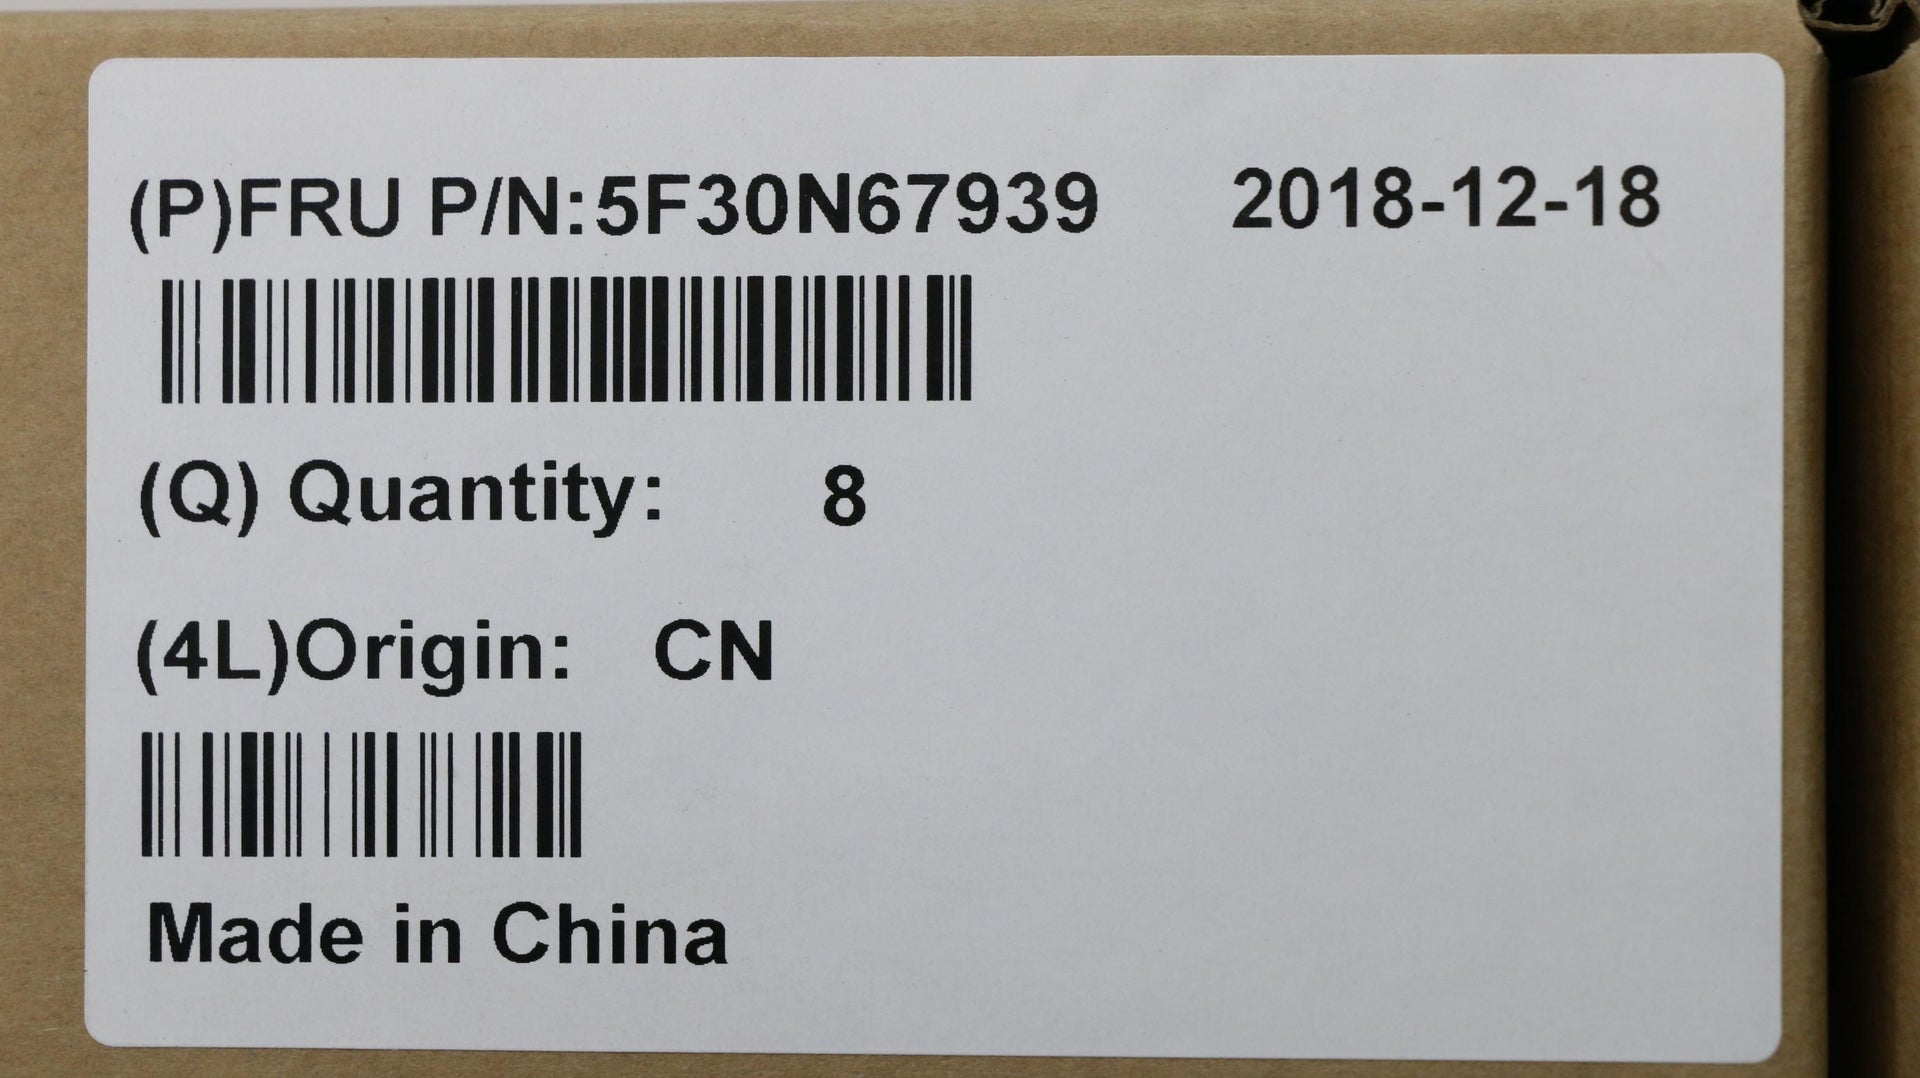 (P)FRU P/N:5F30N67939 2018-12-18
(Q) Quantity: 8
(4L)Origin: CN
Made in China